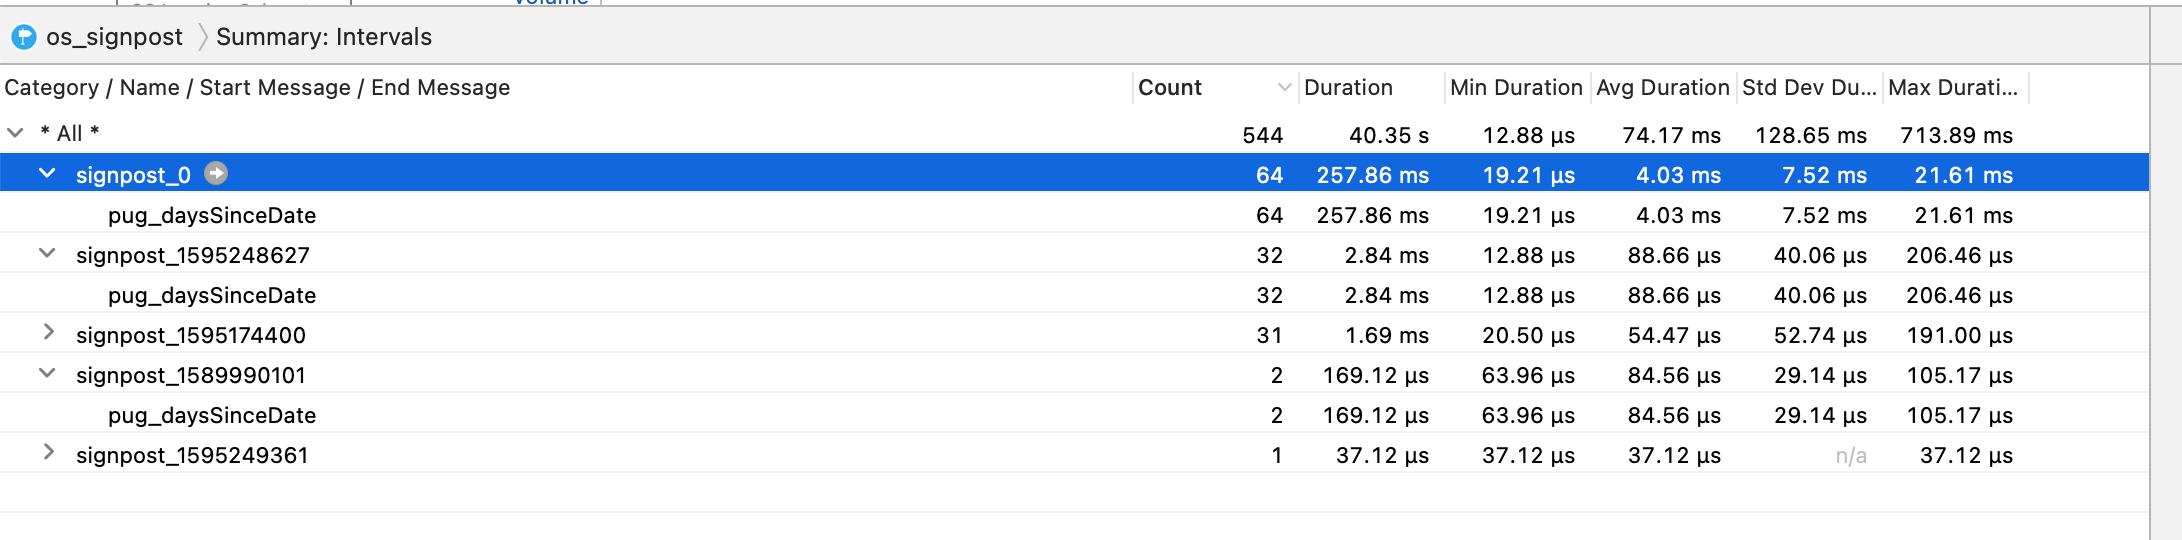 Volume
os_signpost Summary: Intervals
Category / Name / Start Message / End Message Count Duration Min Duration Avg Duration Std Dev Du... Max Durati...
* All * 544 40.35 s 12.88 µs 74.17 ms 128.65 ms 713.89 ms
signpost_0 64 257.86 ms 19.21 µs 4.03 ms 7.52 ms 21.61 ms
pug_daysSinceDate 64 257.86 ms 19.21 µs 4.03 ms 7.52 ms 21.61 ms
signpost_1595248627 32 2.84 ms 12.88 µs 88.66 µs 40.06 µs 206.46 µs
pug_daysSinceDate 32 2.84 ms 12.88 µs 88.66 µs 40.06 µs 206.46 µs
signpost_1595174400 31 1.69 ms 20.50 µs 54.47 µs 52.74 µs 191.00 µs
signpost_1589990101 2 169.12 µs 63.96 µs 84.56 µs 29.14 µs 105.17 µs
pug_daysSinceDate 2 169.12 µs 63.96 µs 84.56 µs 29.14 µs 105.17 µs
signpost_1595249361 1 37.12 µs 37.12 µs 37.12 µs n/a 37.12 µs